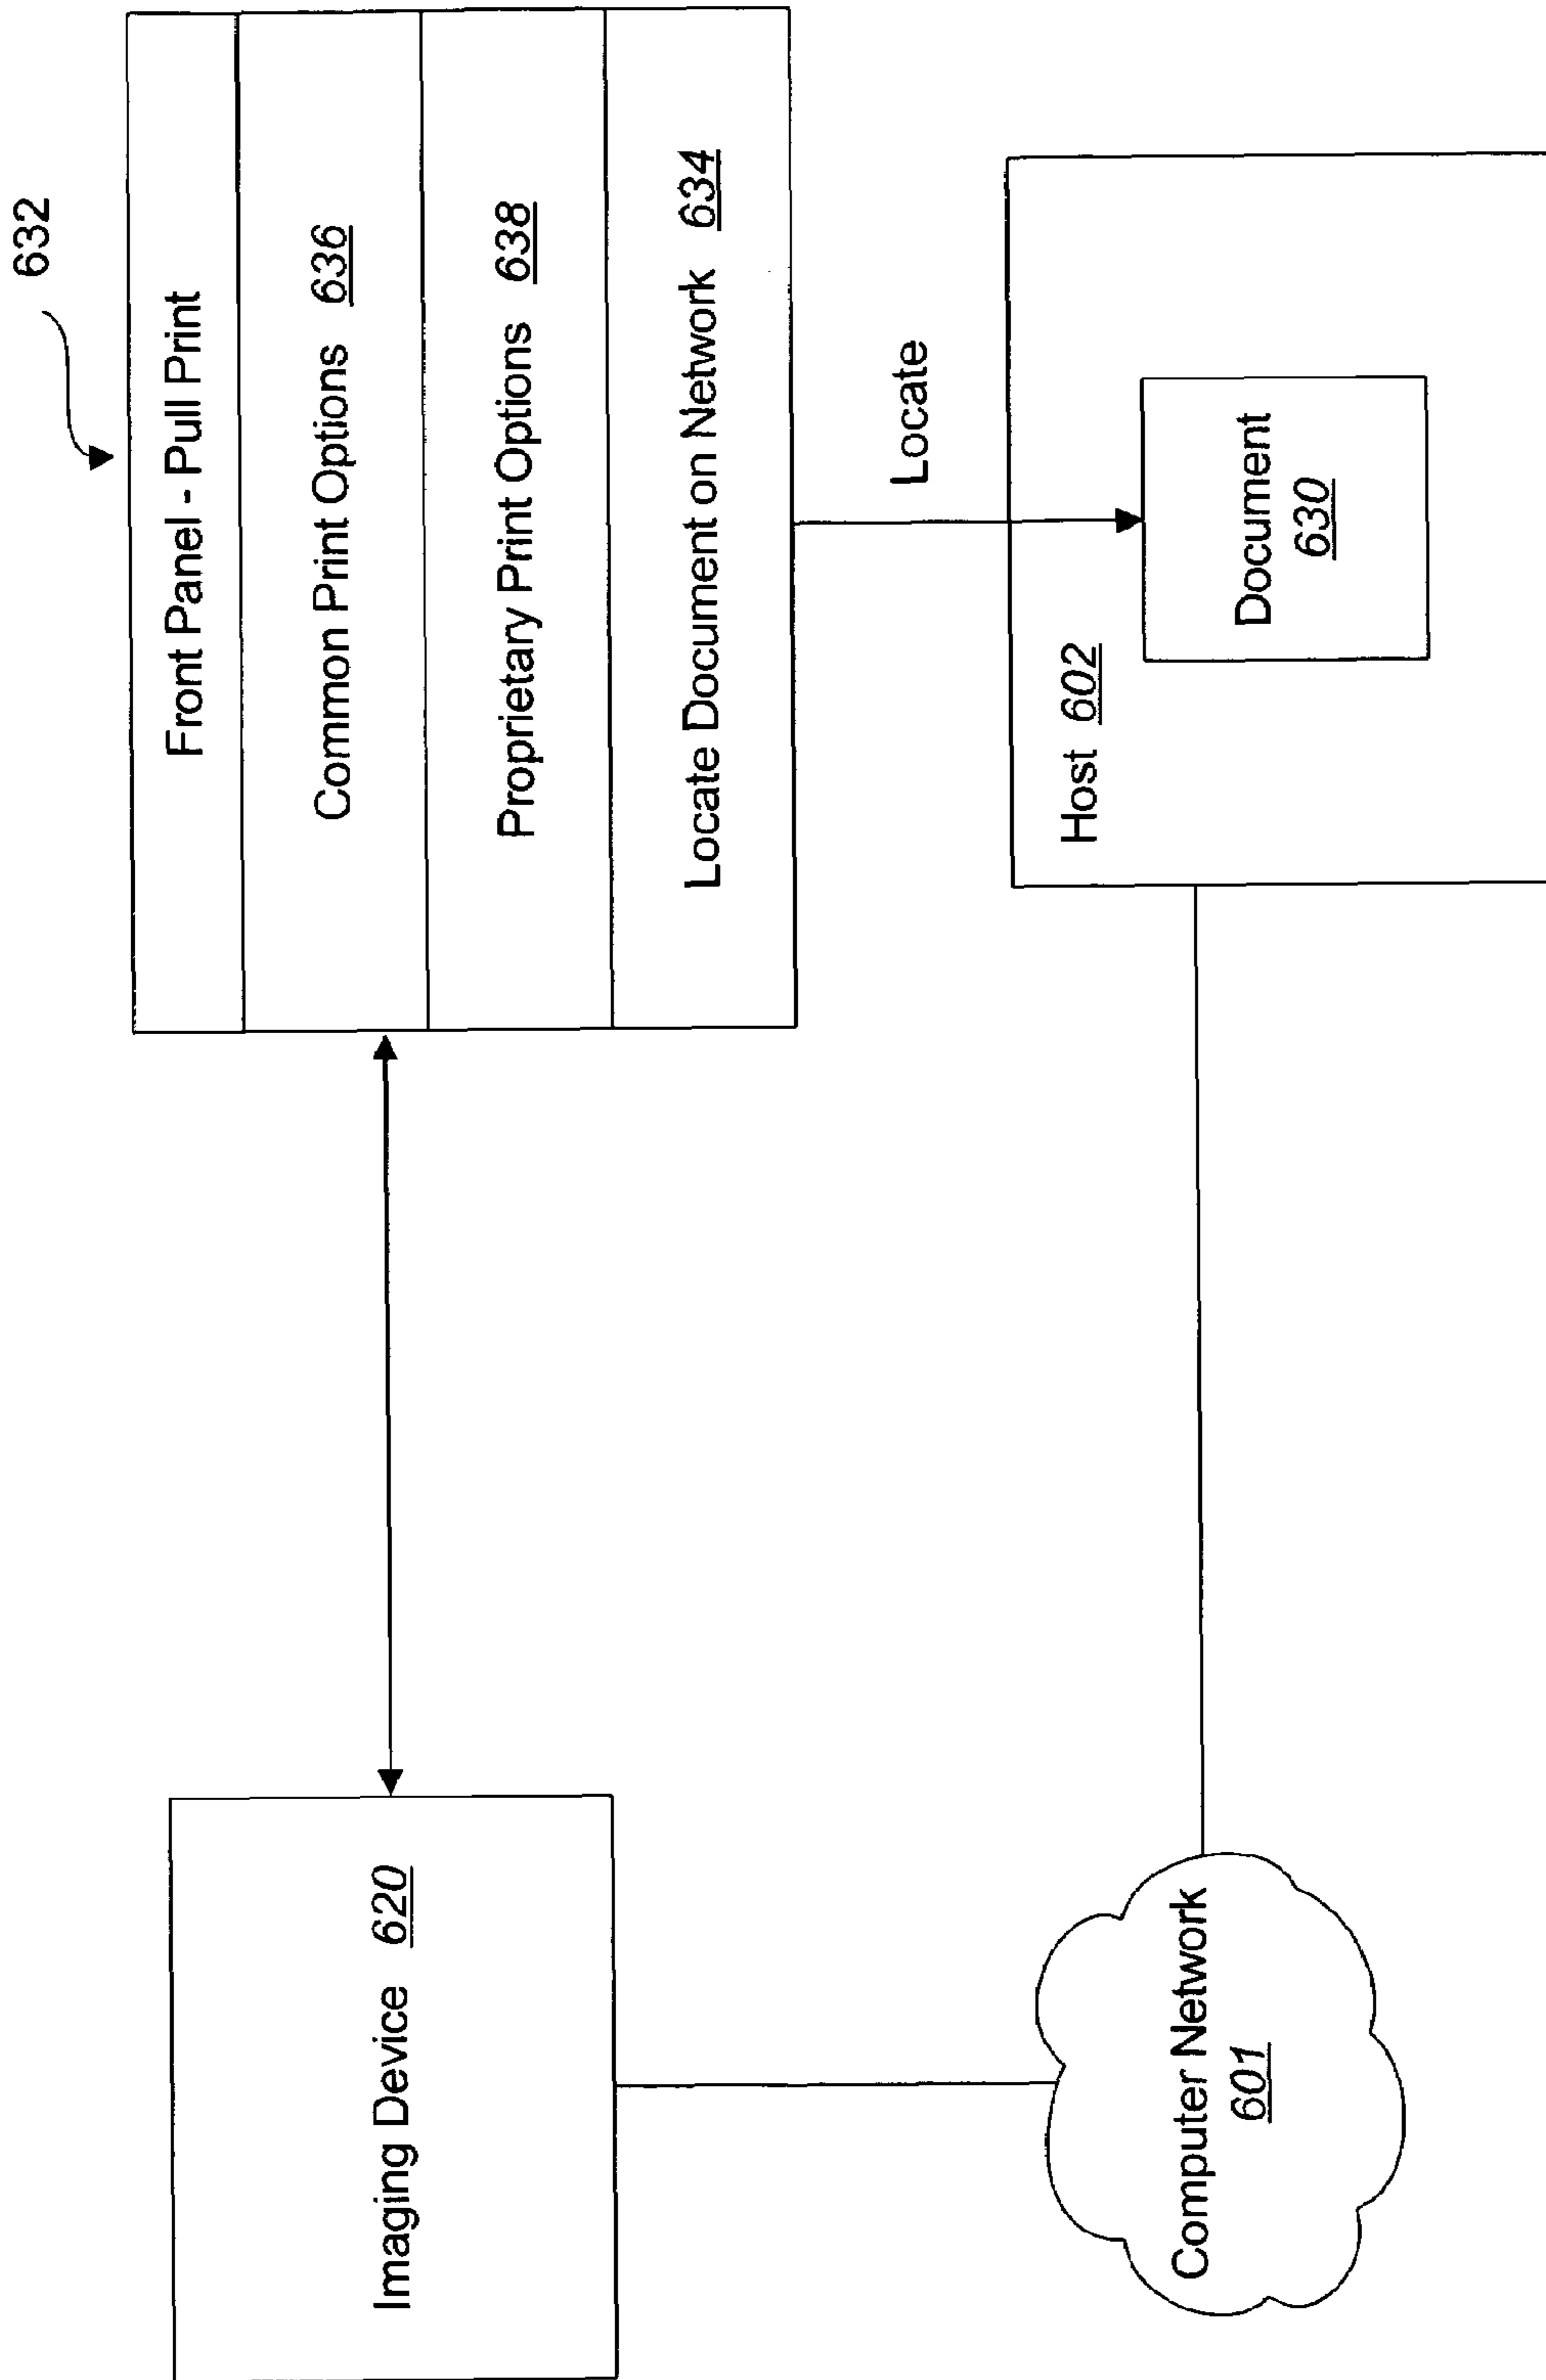 632
Front Panel - Pull Print
Common Print Options 636
Proprietary Print Options 638
Locate Document on Network 634
Imaging Device 620
Locate
Host 602
Document
630
Computer Network
601